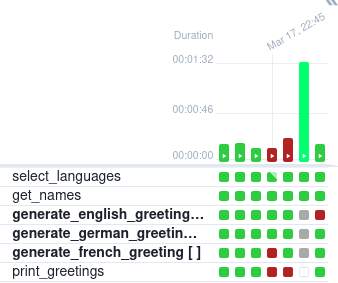 Mar 17, 22:45
Duration
00:01:32
00:00:46
00:00:00
select_languages
get_names
generate_english_greeting...
generate_german_greetin...
generate_french_greeting [ ]
print_greetings